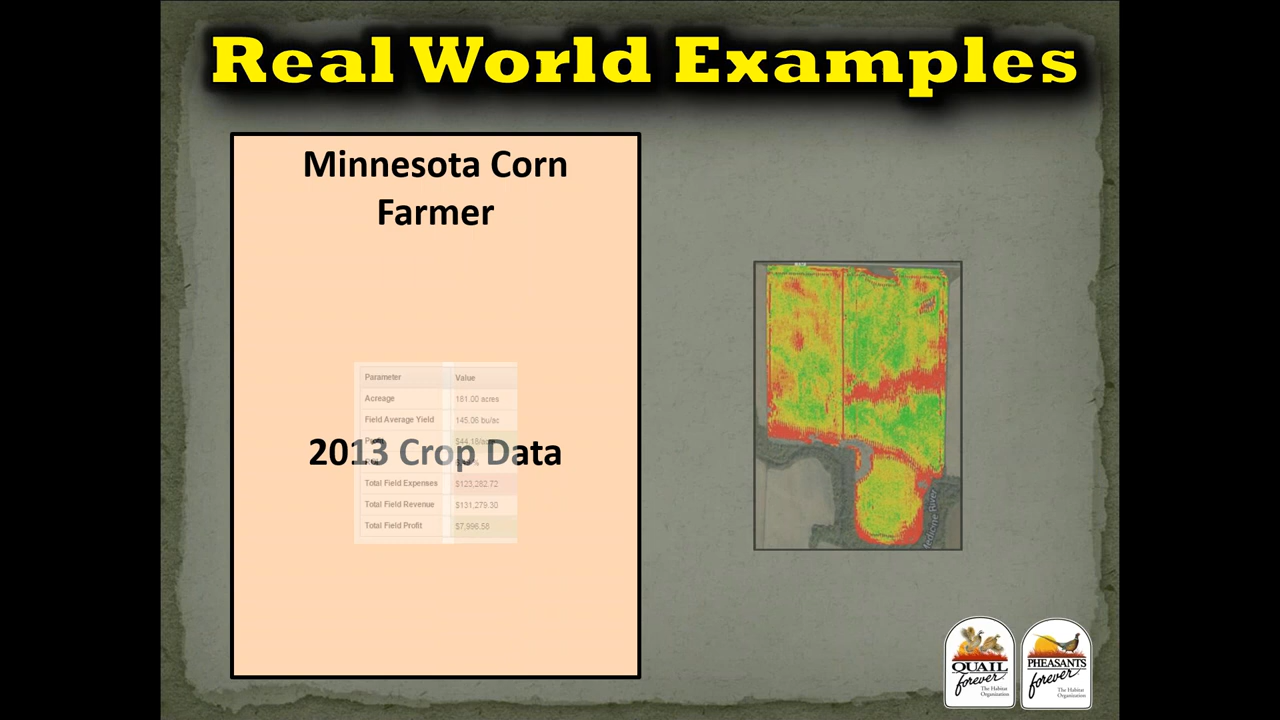 Real World Examples
Minnesota Corn
Farmer
Parameter Value
Acreage 181.00 acres
Field Average Yield 145.06 bu/ac
2013 Crop Data
Total Field Expenses $123,282.72
Total Field Revenue $131,279.30
Total Field Profit $7,996.58
QUAIL
forever
The Habitat
Organization
PHEASANTS
forever
The Habitat
Organization